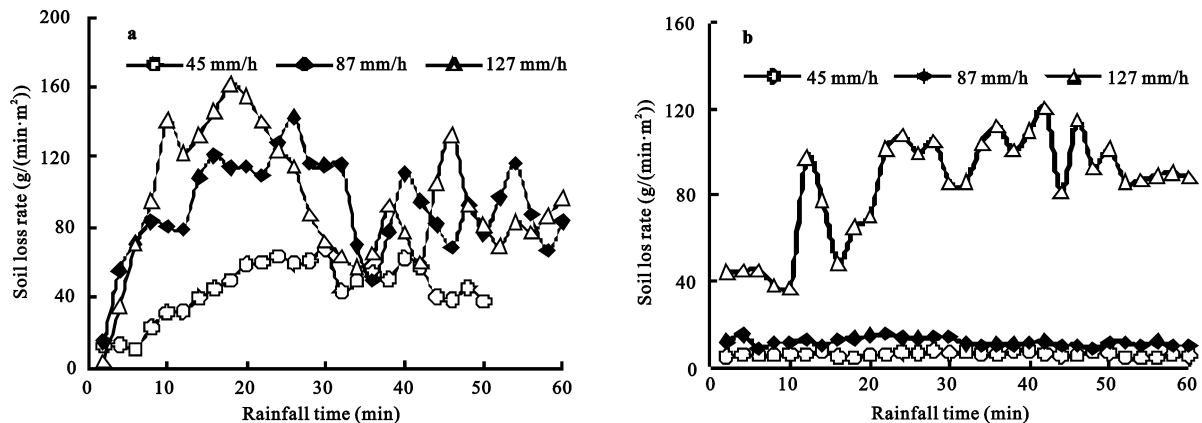 200
160
120
80
40
0
Soil loss rate (g/(min·m²))
a
45 mm/h 87 mm/h 127 mm/h
0 10 20 30 40 50 60
Rainfall time (min)
160
120
80
40
0
Soil loss rate (g/(min·m²))
b
45 mm/h 87 mm/h 127 mm/h
0 10 20 30 40 50 60
Rainfall time (min)